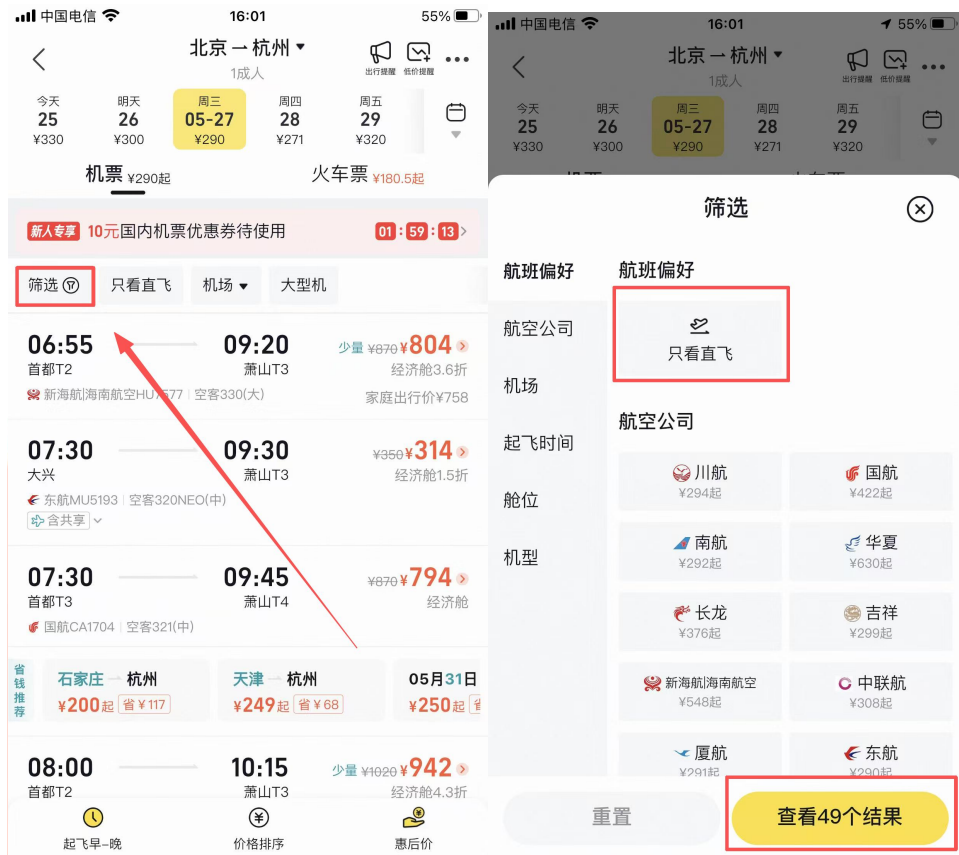 中国电信
16:01
55%
北京一杭州▼
1成人
出行提醒
低价提醒
今天
25
¥330
明天
26
¥300
周三
05-27
¥290
周四
28
¥271
周五
29
¥320
机票 ¥290起
火车票 ¥180.5起
新人专享 10元国内机票优惠券待使用
01:59:13
筛选
只看直飞
机场▼
大型机
06:55
09:20
少量 ¥870 ¥804
首都T2
萧山T3
经济舱3.6折
新海航|海南航空HU7577 空客330(大)
家庭出行价¥758
07:30
09:30
¥350 ¥314
大兴
萧山T3
经济舱1.5折
东航MU5193 空客320NEO(中)
含共享
07:30
09:45
¥870 ¥794
首都T3
萧山T4
经济舱
国航CA1704 空客321(中)
省钱推荐
石家庄 杭州
¥200起 省¥117
天津 杭州
¥249起 省¥68
05月31日
¥250起 省
08:00
10:15
少量 ¥1020 ¥942
首都T2
萧山T3
经济舱4.3折
起飞早-晚
价格排序
惠后价
中国电信
16:01
55%
北京一杭州▼
1成人
出行提醒
低价提醒
今天
25
¥330
明天
26
¥300
周三
05-27
¥290
周四
28
¥271
周五
29
¥320
筛选
航班偏好
航空公司
机场
起飞时间
舱位
机型
航班偏好
只看直飞
航空公司
川航
¥294起
国航
¥422起
南航
¥292起
华夏
¥630起
长龙
¥376起
吉祥
¥299起
新海航|海南航空
¥548起
中联航
¥308起
厦航
¥291起
东航
¥290起
重置
查看49个结果